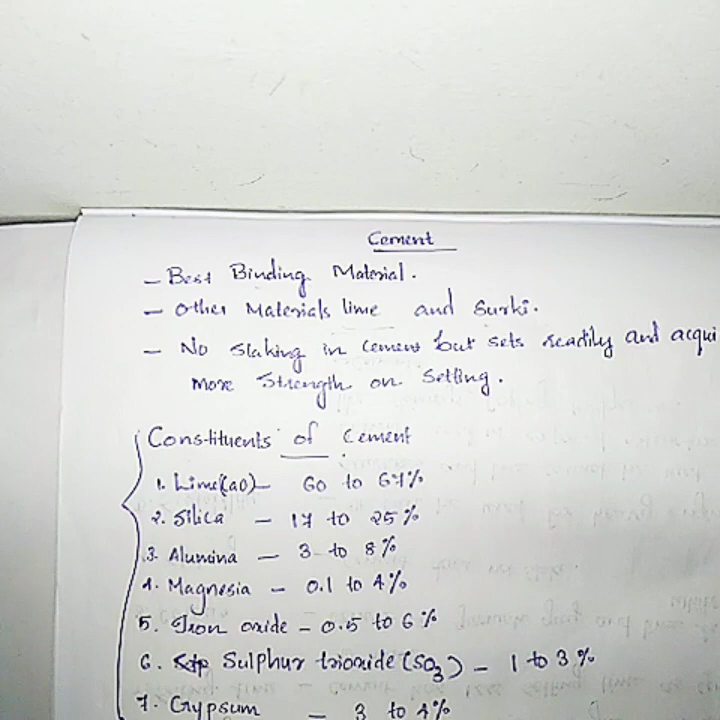 Cement
- Best Binding Material.
- Other Materials lime and Surki.
- No Slaking in cement but sets readily and acqui
more Strength on Setting.
Constituents of Cement
1. Lime(CaO) - 60 to 67%
2. Silica - 17 to 25%
3. Alumina - 3 to 8%
4. Magnesia - 0.1 to 4%
5. Iron oxide - 0.5 to 6%
6. Sulphur trioxide (SO3) - 1 to 3%
7. Gypsum - 3 to 4%